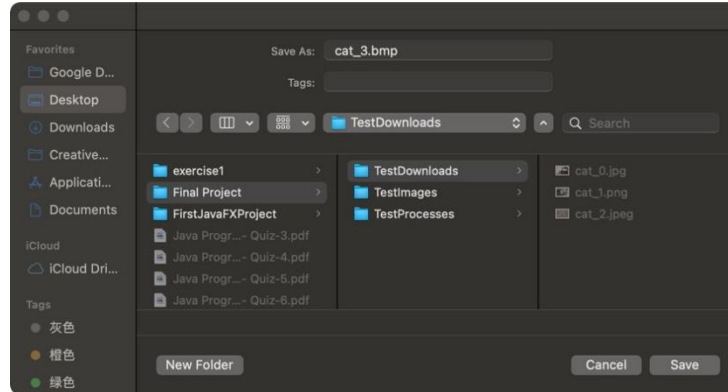 Save As: cat_3.bmp
Tags:
TestDownloads
Search
Favorites
Google D...
Desktop
Downloads
Creative...
Applicati...
Documents
iCloud
iCloud Dri...
Tags
灰色
橙色
绿色
exercise1
Final Project
FirstJavaFXProject
Java Progr...- Quiz-3.pdf
Java Progr...- Quiz-4.pdf
Java Progr...- Quiz-5.pdf
Java Progr...- Quiz-6.pdf
TestDownloads
TestImages
TestProcesses
cat_0.jpg
cat_1.png
cat_2.jpeg
New Folder
Cancel
Save